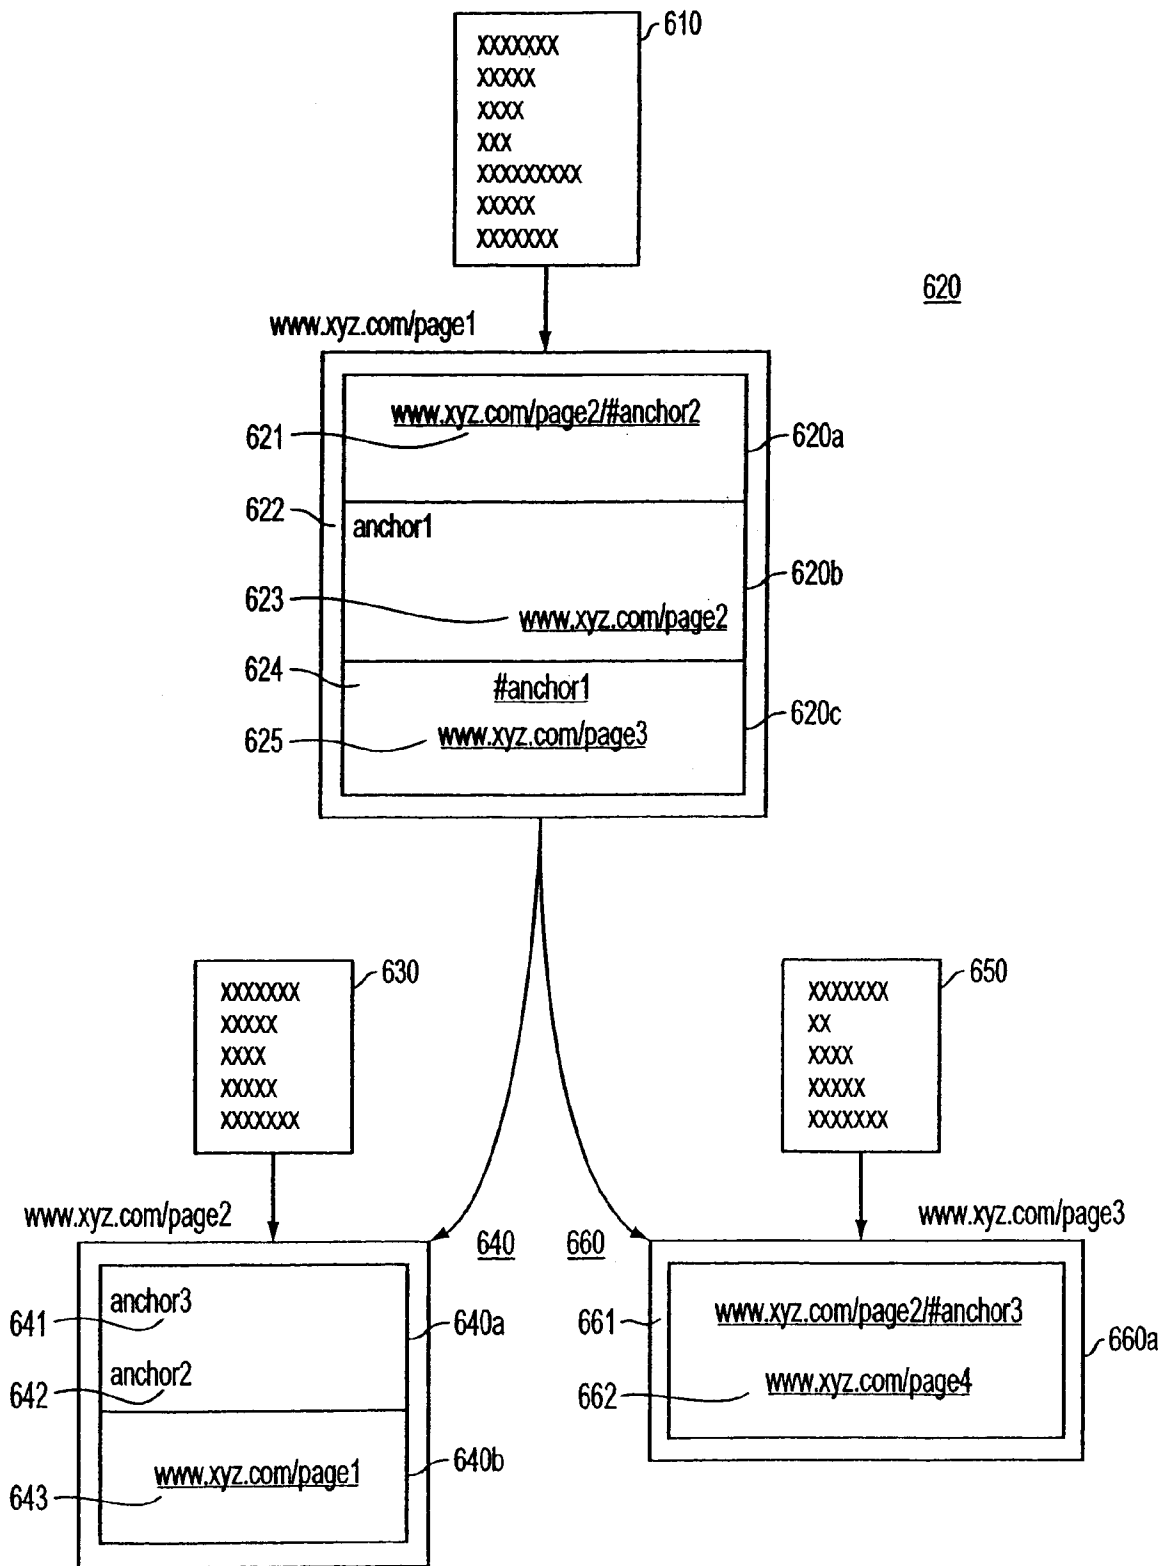 610
XXXXXXX
XXXXX
XXXX
XXX
XXXXXXXXX
XXXXX
XXXXXXX
620
www.xyz.com/page1
www.xyz.com/page2/#anchor2
621
620a
622
anchor1
620b
623
www.xyz.com/page2
624
#anchor1
620c
625
www.xyz.com/page3
630
XXXXXXX
XXXXX
XXXX
XXXXX
XXXXXXX
650
XXXXXXX
XX
XXXX
XXXXX
XXXXXXX
www.xyz.com/page2
www.xyz.com/page3
640
660
anchor3
641
640a
anchor2
642
www.xyz.com/page1
640b
643
661
www.xyz.com/page2/#anchor3
660a
662
www.xyz.com/page4